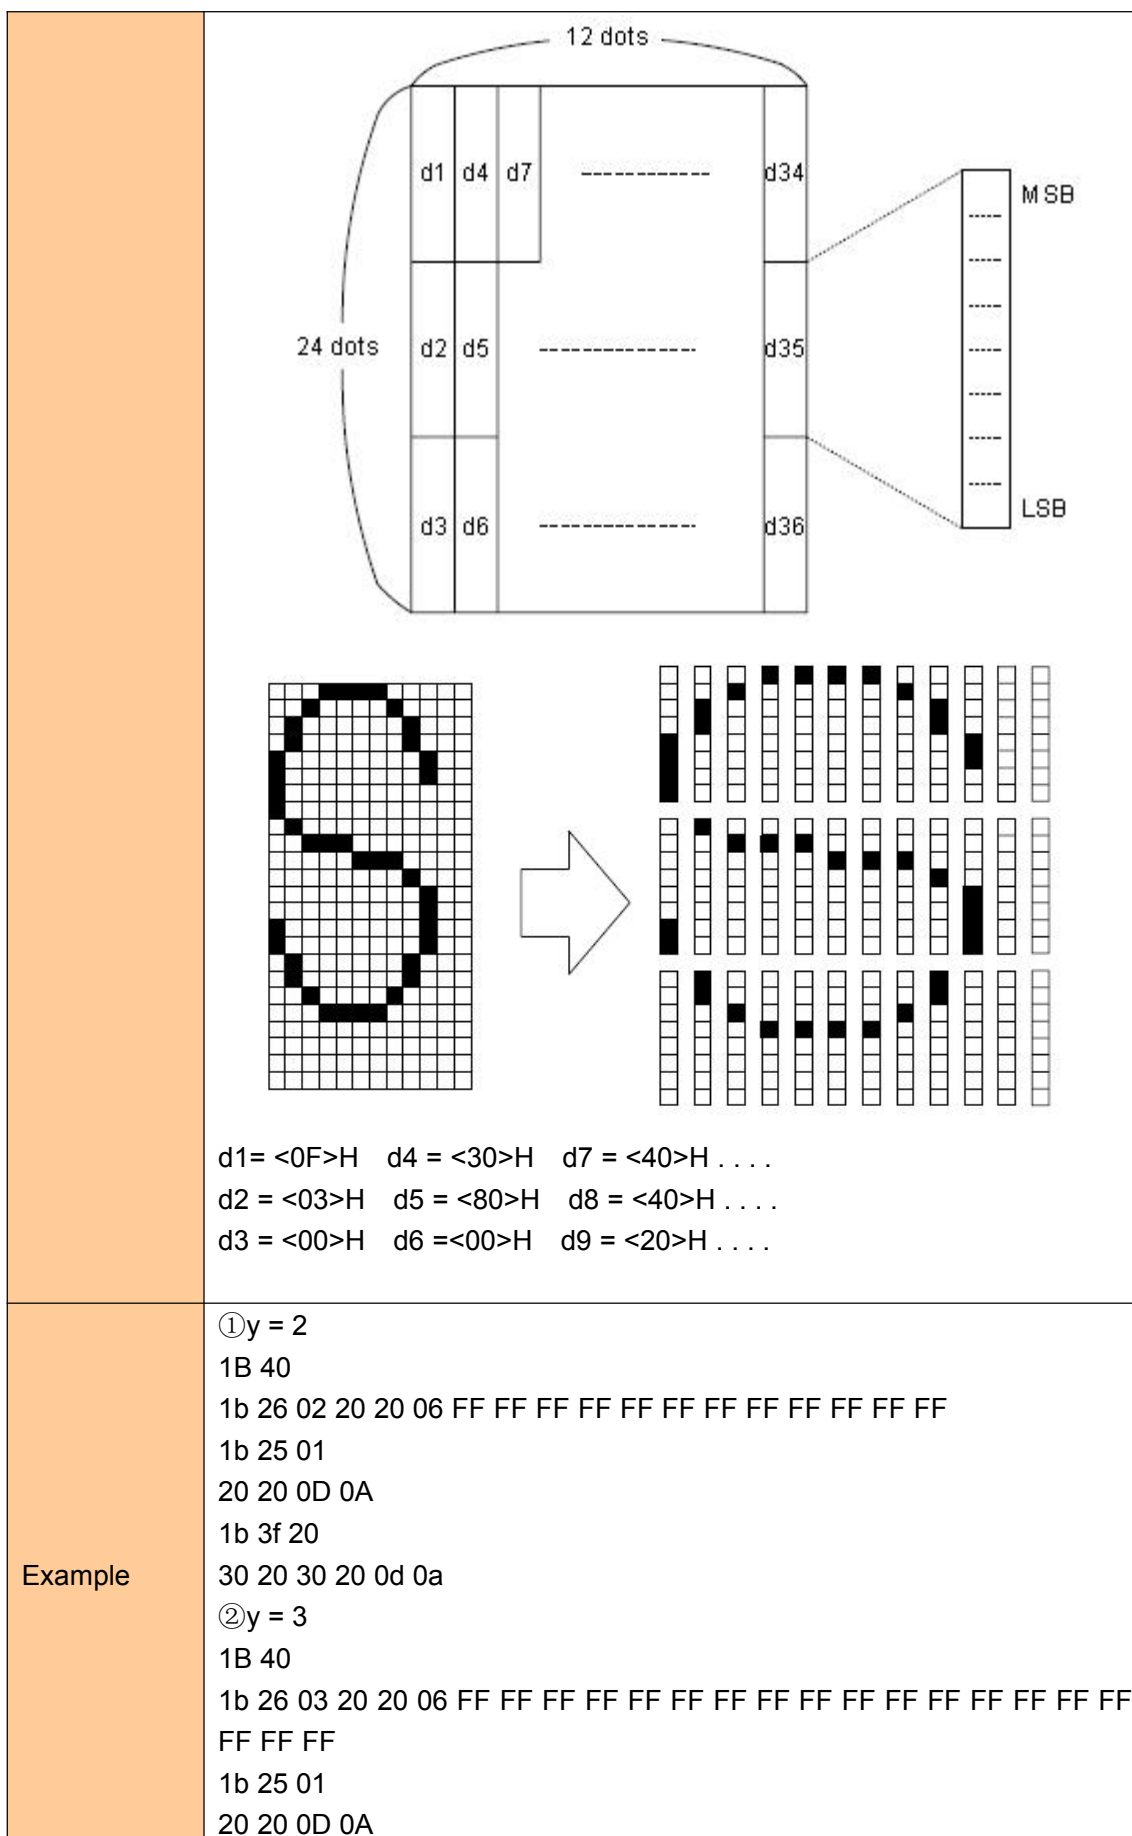 12 dots
d1 d4 d7 ------------ d34
MSB
24 dots d2 d5 --------------- d35
d3 d6 --------------- d36
LSB
d1= <0F>H d4 = <30>H d7 = <40>H . . . .
d2 = <03>H d5 = <80>H d8 = <40>H . . . .
d3 = <00>H d6 =<00>H d9 = <20>H . . . .
Example
①y = 2
1B 40
1b 26 02 20 20 06 FF FF FF FF FF FF FF FF FF FF FF FF
1b 25 01
20 20 0D 0A
1b 3f 20
30 20 30 20 0d 0a
②y = 3
1B 40
1b 26 03 20 20 06 FF FF FF FF FF FF FF FF FF FF FF FF FF FF FF FF
FF FF FF
1b 25 01
20 20 0D 0A